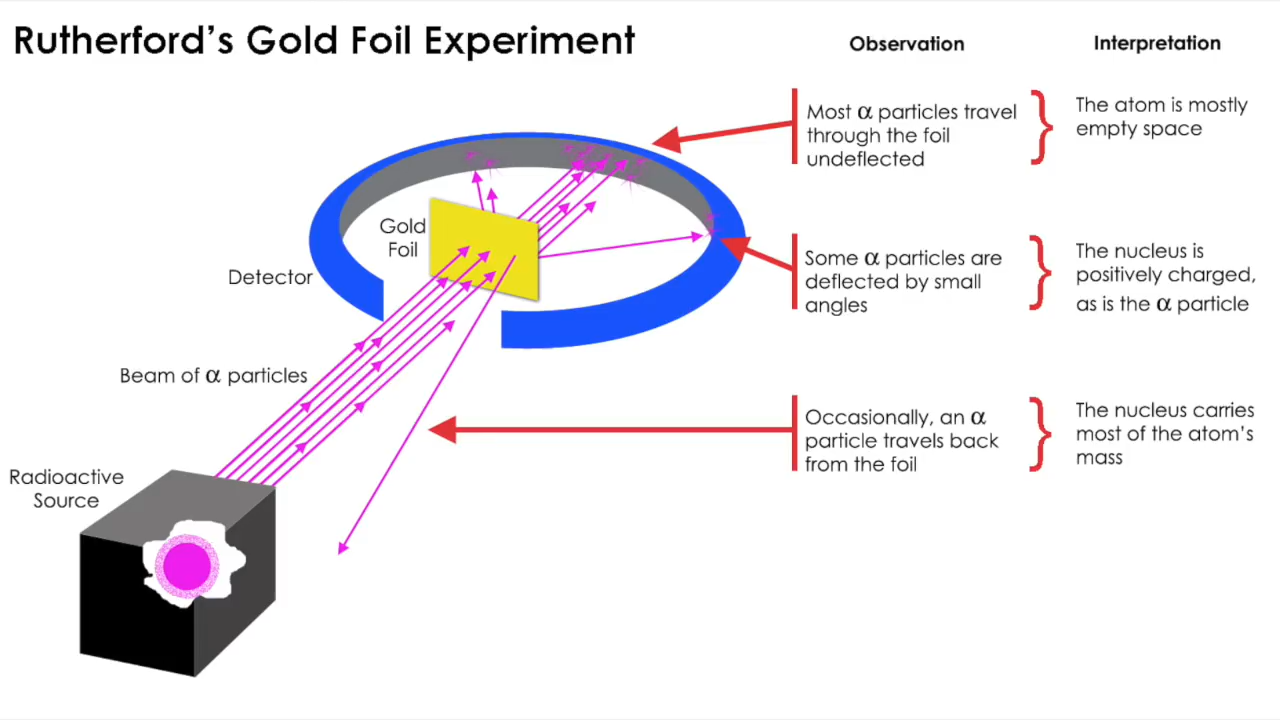 Rutherford's Gold Foil Experiment
Observation
Interpretation
Most α particles travel
through the foil
undeflected
The atom is mostly
empty space
Gold
Foil
Detector
Some α particles are
deflected by small
angles
The nucleus is
positively charged,
as is the α particle
Beam of α particles
Occasionally, an α
particle travels back
from the foil
The nucleus carries
most of the atom's
mass
Radioactive
Source